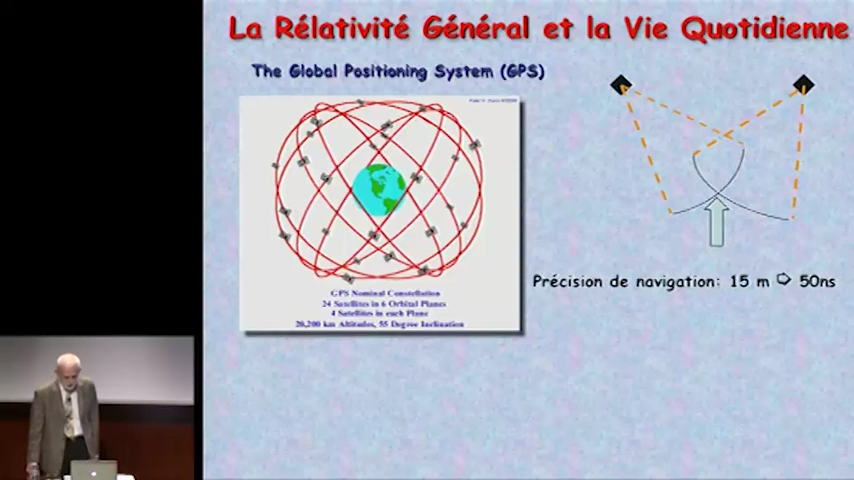 La Rélativité Général et la Vie Quotidienne
The Global Positioning System (GPS)
GPS Nominal Constellation
24 Satellites in 6 Orbital Planes
4 Satellites in each Plane
20,200 km Altitudes, 55 Degree Inclination
Précision de navigation: 15 m ➩ 50ns